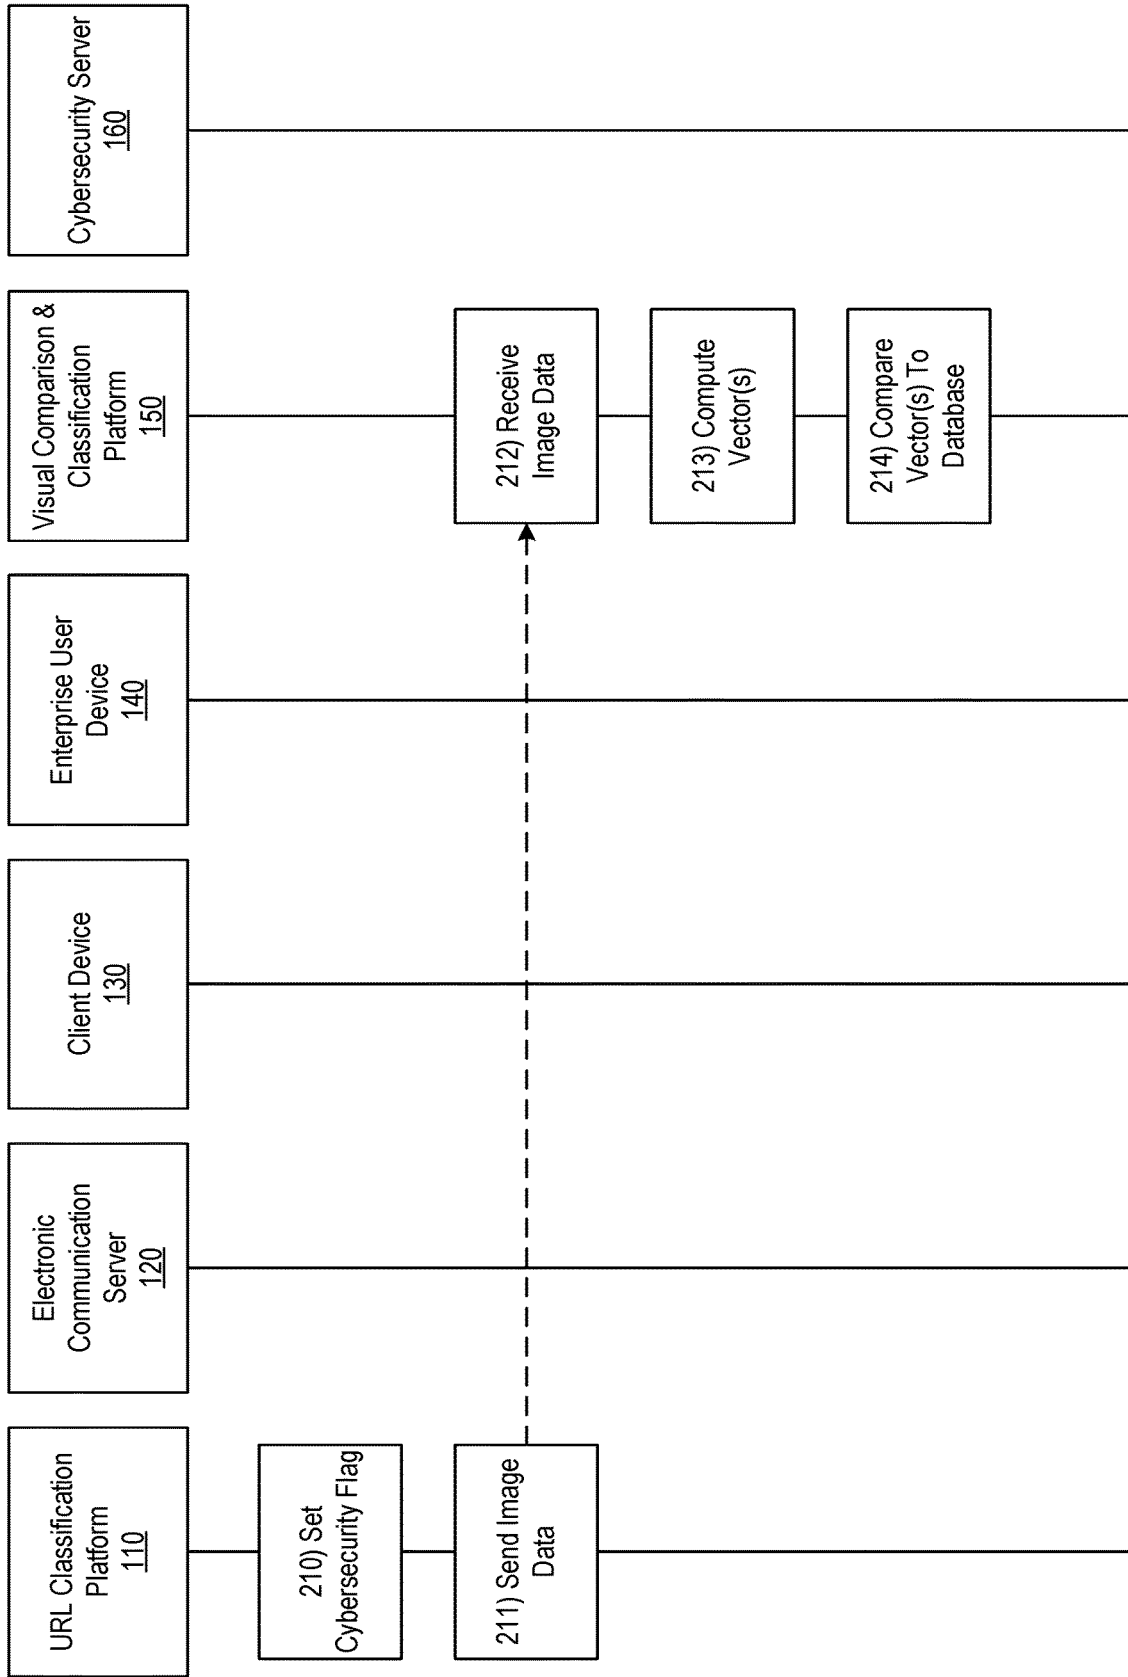 URL Classification
Platform
110
Electronic
Communication
Server
120
Client Device
130
Enterprise User
Device
140
Visual Comparison &
Classification
Platform
150
Cybersecurity Server
160
210) Set
Cybersecurity Flag
211) Send Image
Data
212) Receive
Image Data
213) Compute
Vector(s)
214) Compare
Vector(s) To
Database